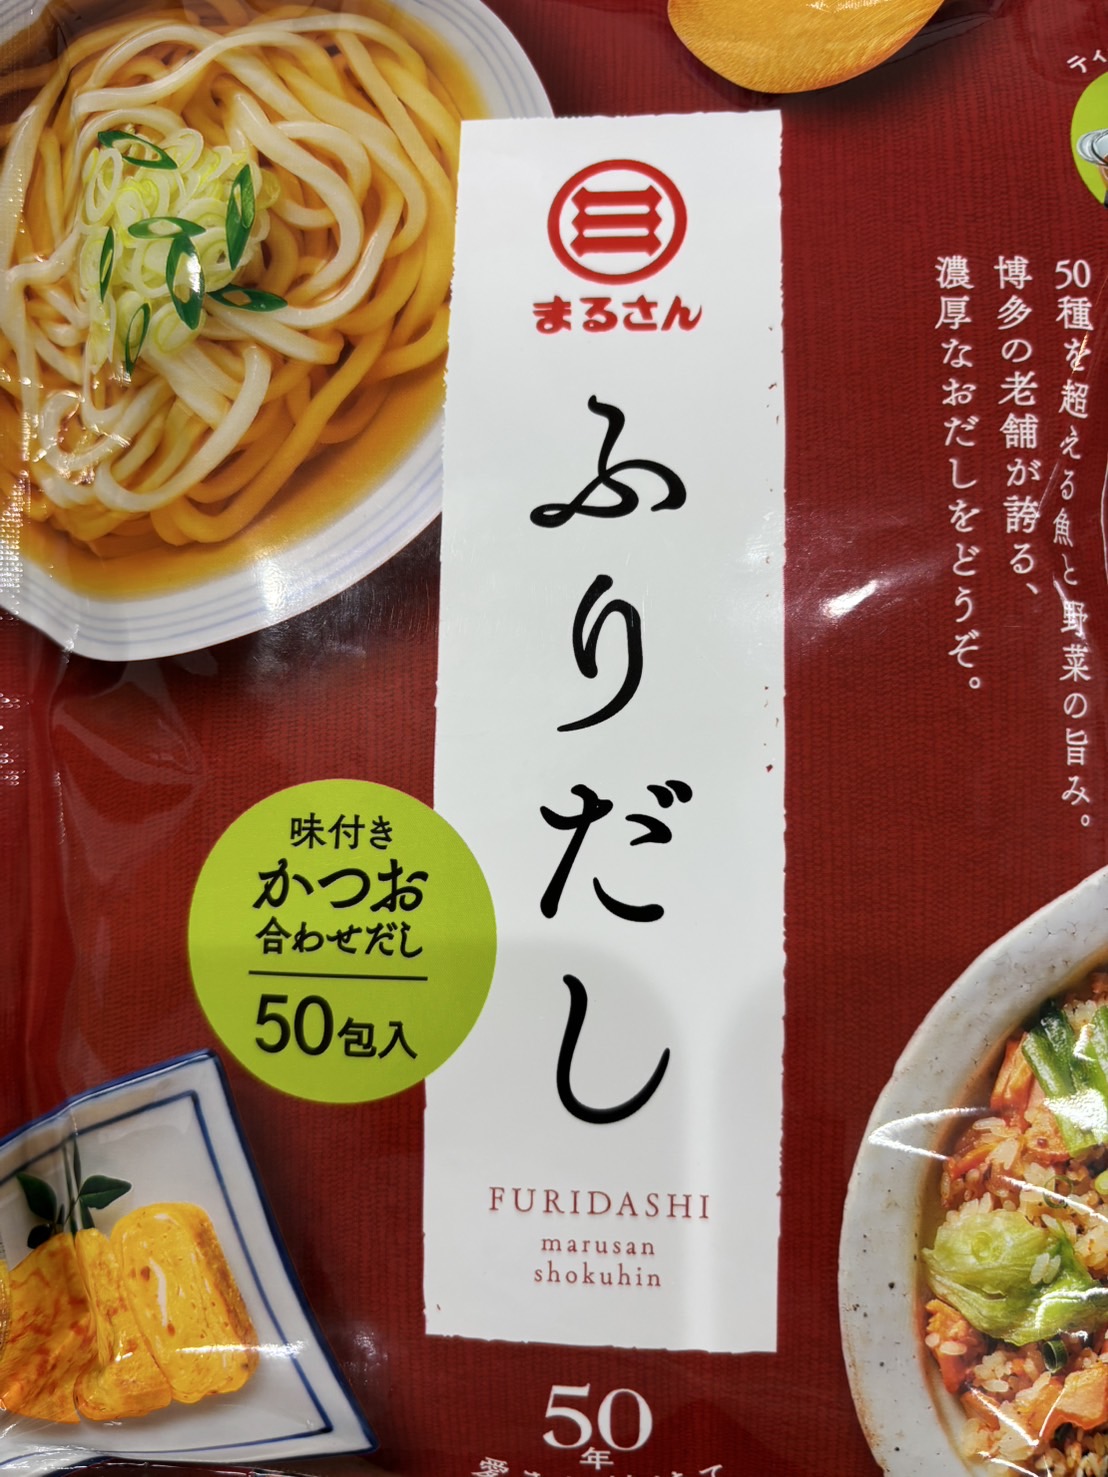 まるさん
ふりだし
FURIDASHI
marusan
shokuhin
50種を超える魚と野菜の旨み。
博多の老舗が誇る、
濃厚なおだしをどうぞ。
味付き
かつお
合わせだし
50包入
50年